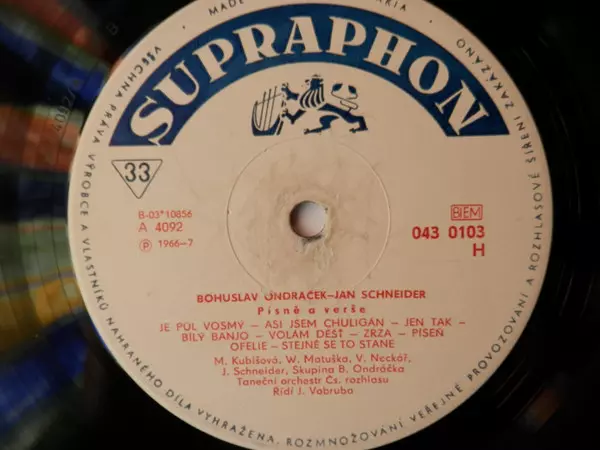 MADE
ARIA
SUPRAPHON
VŠECHNA PRÁVA VÝROBCE A VLASTNÍKŮ NAHRANÉHO DÍLA VYHRAŽENA. ROZMNOŽOVÁNÍ VEŘEJNÉ PROVOZOVÁNÍ A ROZHLASOVÉ ŠÍŘENÍ ZAKÁZÁNO
33
B-03*10856
A 4092
Ⓟ 1966-7
BIEM
043 0103
H
BOHUSLAV ONDRÁČEK-JAN SCHNEIDER
Písně a verše
JE PŮL VOSMÝ — ASI JSEM CHULIGÁN — JEN TAK —
BÍLÝ BANJO — VOLÁM DÉŠŤ — ZRZA — PÍSEŇ
OFÉLIE — STEJNĚ SE TO STANE
M. Kubišová, W. Matuška, V. Neckář,
J. Schneider, Skupina B. Ondráčka
Taneční orchestr Čs. rozhlasu
Řídí J. Vobruba